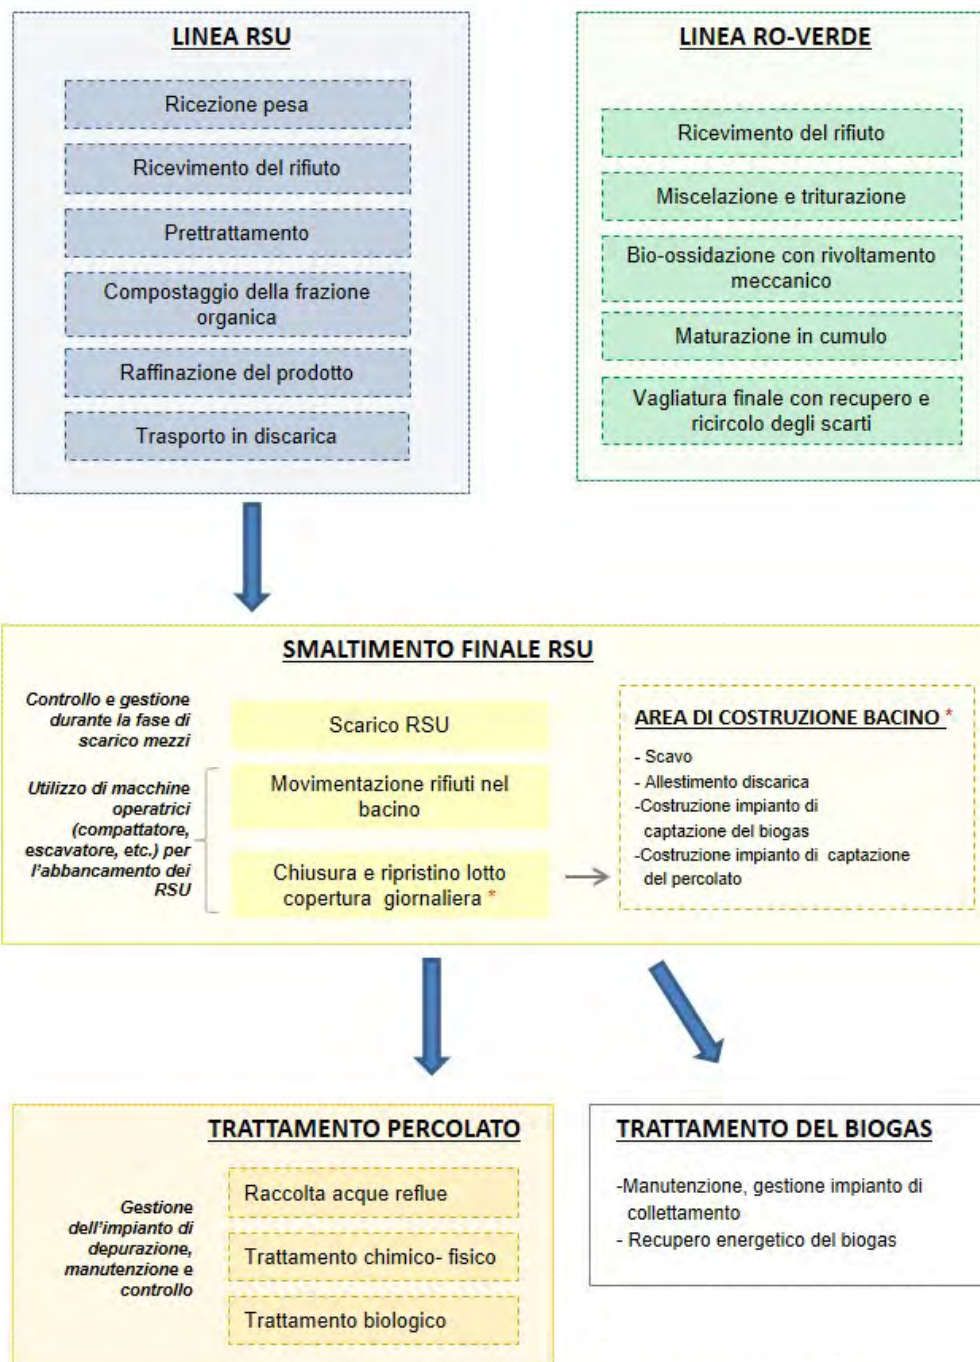 LINEA RSU
Ricezione pesa
Ricevimento del rifiuto
Prettrattamento
Compostaggio della frazione
organica
Raffinazione del prodotto
Trasporto in discarica
LINEA RO-VERDE
Ricevimento del rifiuto
Miscelazione e triturazione
Bio-ossidazione con rivoltamento
meccanico
Maturazione in cumulo
Vagliatura finale con recupero e
ricircolo degli scarti
SMALTIMENTO FINALE RSU
Controllo e gestione
durante la fase di
scarico mezzi
Scarico RSU
Utilizzo di macchine
operatrici
(compattatore,
escavatore, etc.) per
l'abbancamento dei
RSU
Movimentazione rifiuti nel
bacino
Chiusura e ripristino lotto
copertura giornaliera *
AREA DI COSTRUZIONE BACINO *
- Scavo
- Allestimento discarica
-Costruzione impianto di
captazione del biogas
-Costruzione impianto di captazione
del percolato
TRATTAMENTO PERCOLATO
Gestione
dell'impianto di
depurazione,
manutenzione e
controllo
Raccolta acque reflue
Trattamento chimico- fisico
Trattamento biologico
TRATTAMENTO DEL BIOGAS
-Manutenzione, gestione impianto di
collettamento
- Recupero energetico del biogas